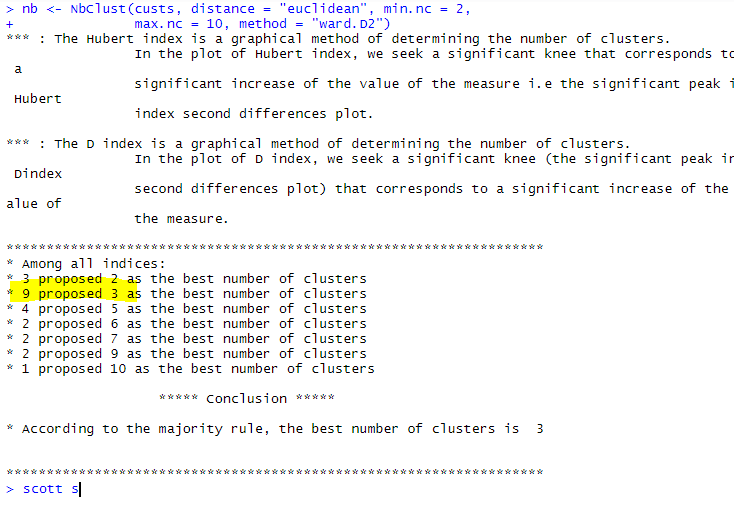 > nb <- NbClust(custs, distance = "euclidean", min.nc = 2,
+ max.nc = 10, method = "ward.D2")
*** : The Hubert index is a graphical method of determining the number of clusters.
In the plot of Hubert index, we seek a significant knee that corresponds to
a
significant increase of the value of the measure i.e the significant peak i
Hubert
index second differences plot.
*** : The D index is a graphical method of determining the number of clusters.
In the plot of D index, we seek a significant knee (the significant peak in
Dindex
second differences plot) that corresponds to a significant increase of the
alue of
the measure.
*******************************************************************
* Among all indices:
* 3 proposed 2 as the best number of clusters
* 9 proposed 3 as the best number of clusters
* 4 proposed 5 as the best number of clusters
* 2 proposed 6 as the best number of clusters
* 2 proposed 7 as the best number of clusters
* 2 proposed 9 as the best number of clusters
* 1 proposed 10 as the best number of clusters
***** Conclusion *****
* According to the majority rule, the best number of clusters is 3
*******************************************************************
> scott s